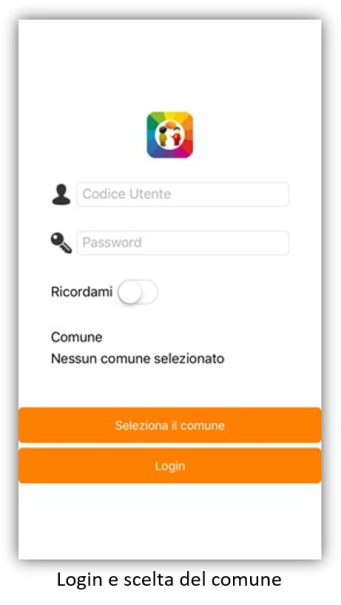 Codice Utente
Password
Ricordami
Comune
Nessun comune selezionato
Seleziona il comune
Login
Login e scelta del comune